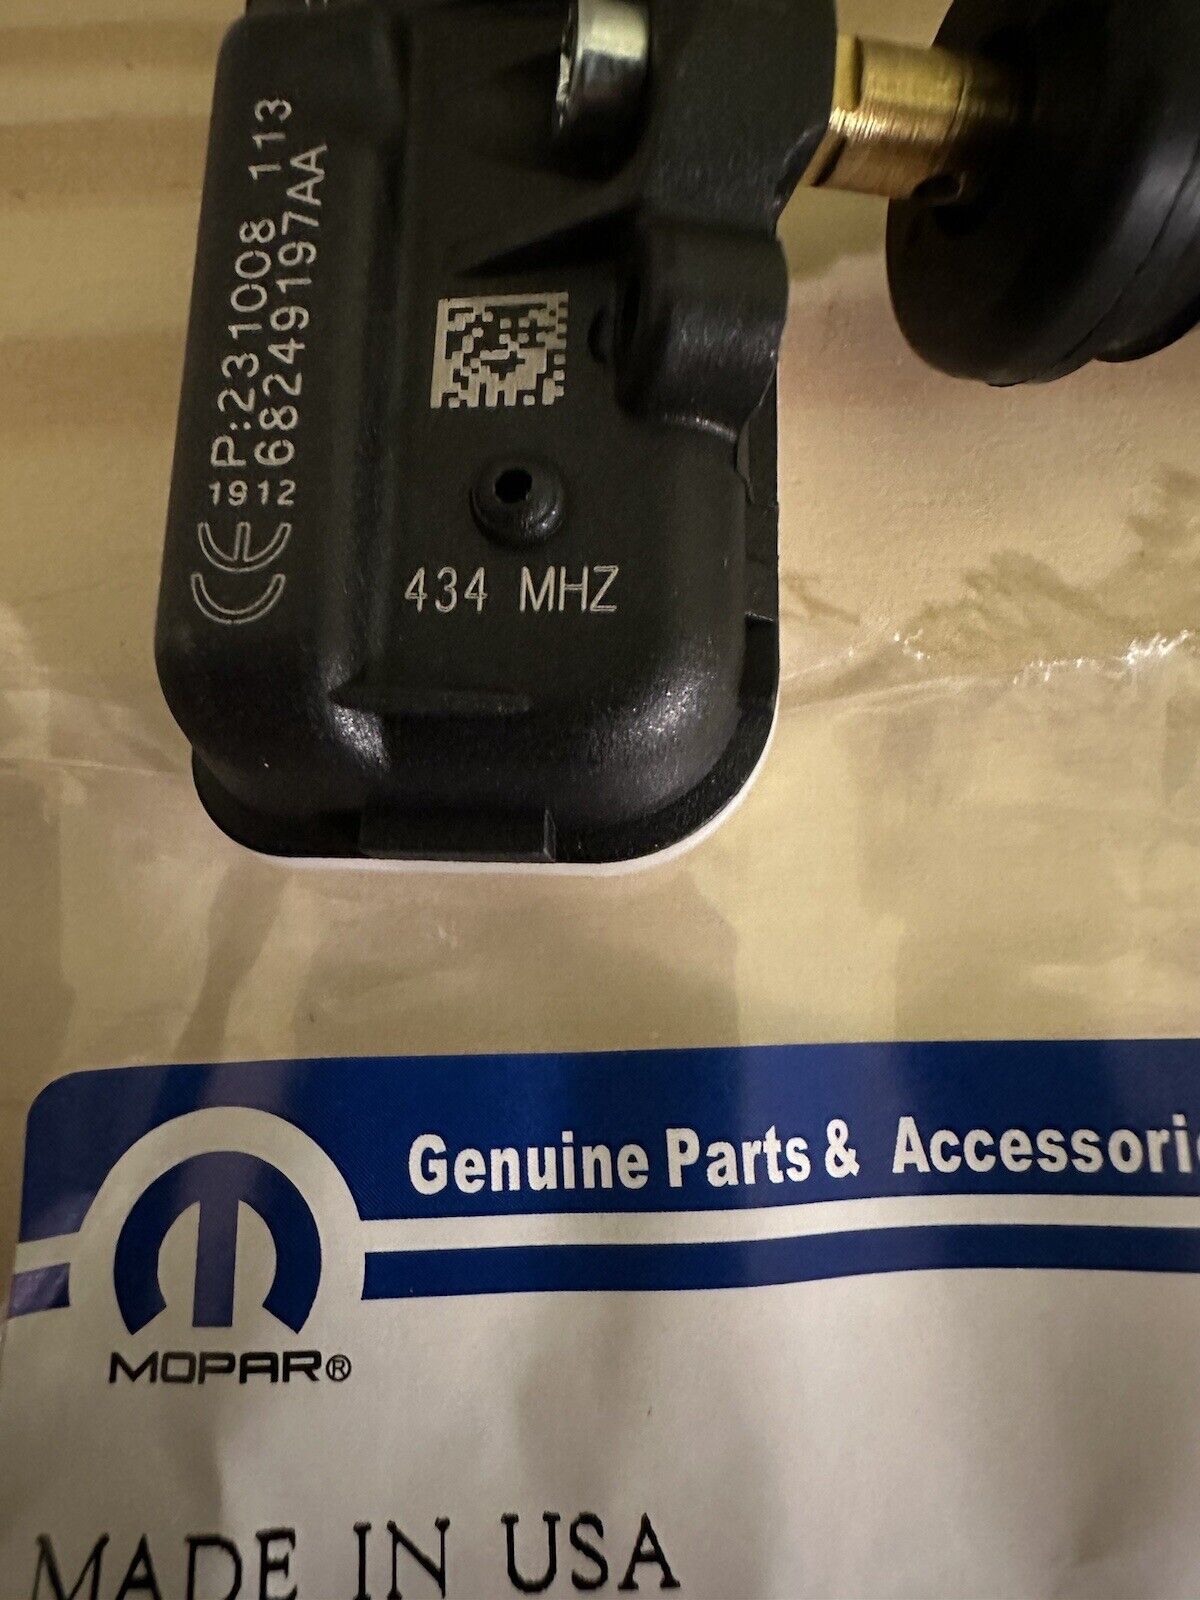 P:231008 113
1912 68249197AA
CE
434 MHZ
Genuine Parts & Accessori
MOPAR®
MADE IN USA